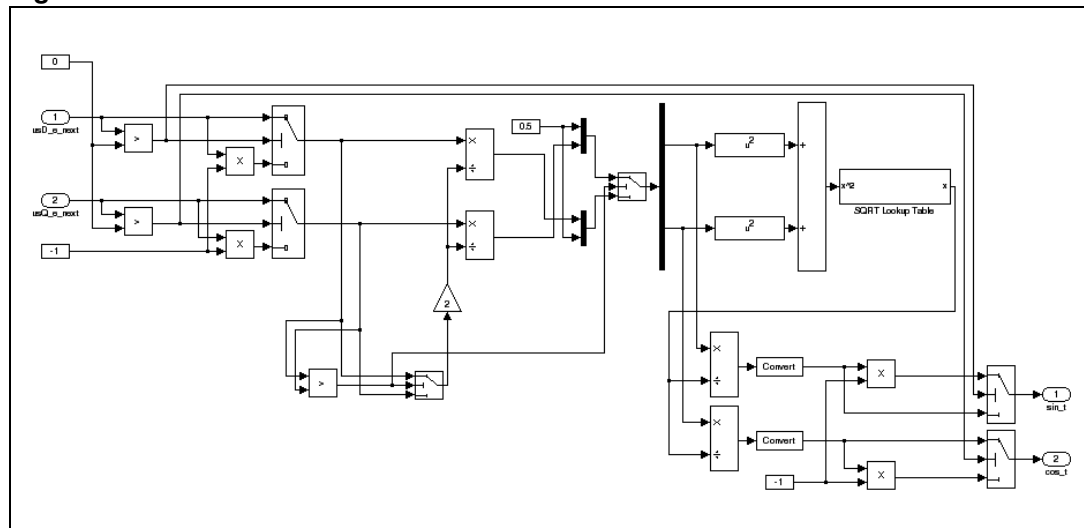 0
1
usD_e_next
>
X
2
usQ_e_next
>
-1
X
×
÷
×
÷
2
>
0.5
u2
u2
+
+
x^2 x
SQRT Lookup Table
×
÷
Convert
X
1
sin_t
×
÷
Convert
-1
X
2
cos_t